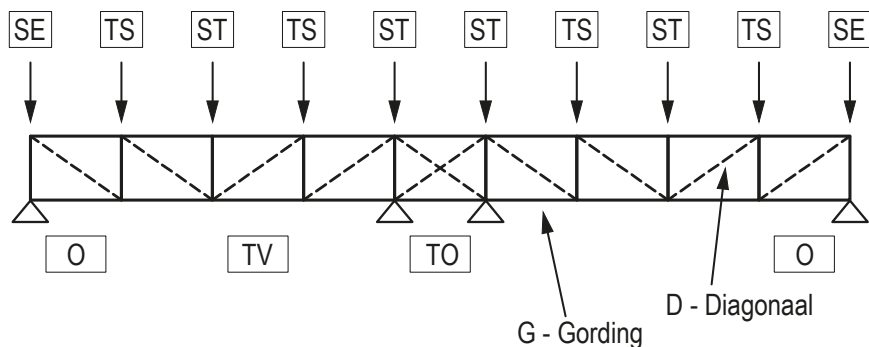 SE TS ST TS ST ST TS ST TS SE
O TV TO O
D - Diagonaal
G - Gording